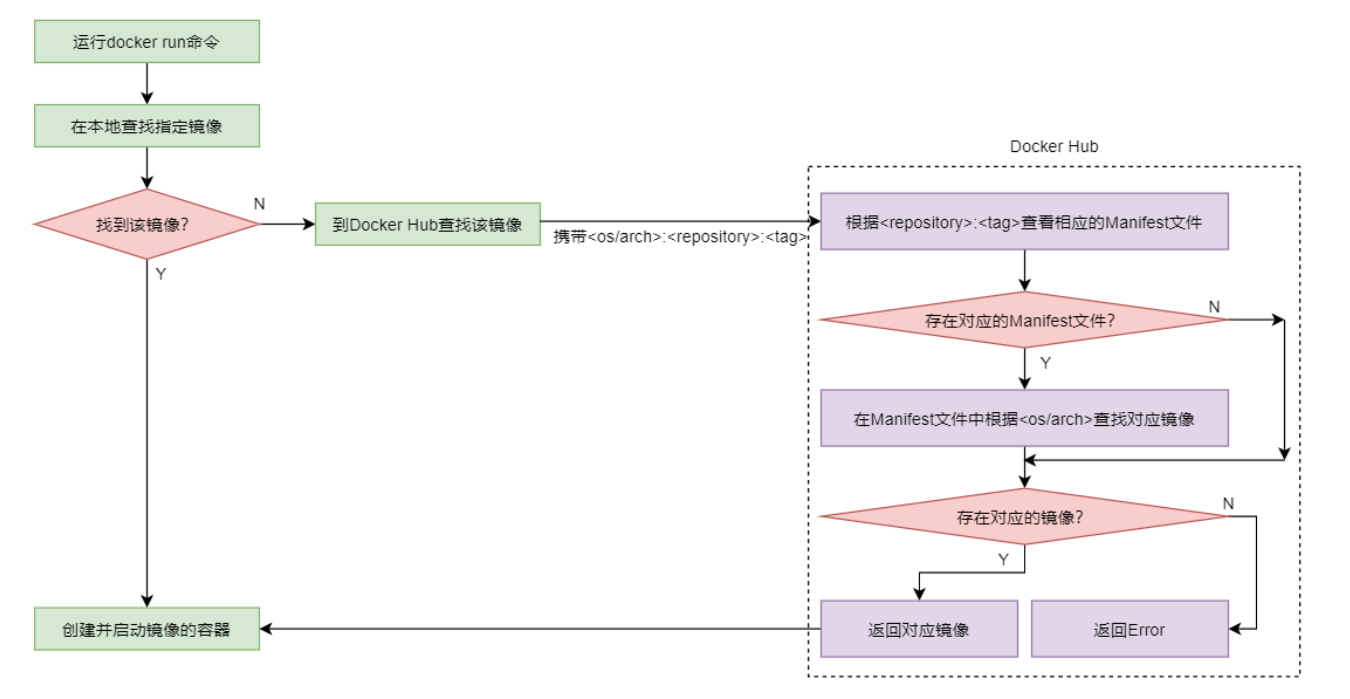 运行docker run命令
在本地查找指定镜像
找到该镜像?
N
Y
到Docker Hub查找该镜像
携带<os/arch>:<repository>:<tag>
Docker Hub
根据<repository>:<tag>查看相应的Manifest文件
存在对应的Manifest文件?
N
Y
在Manifest文件中根据<os/arch>查找对应镜像
存在对应的镜像?
N
Y
返回对应镜像
返回Error
创建并启动镜像的容器